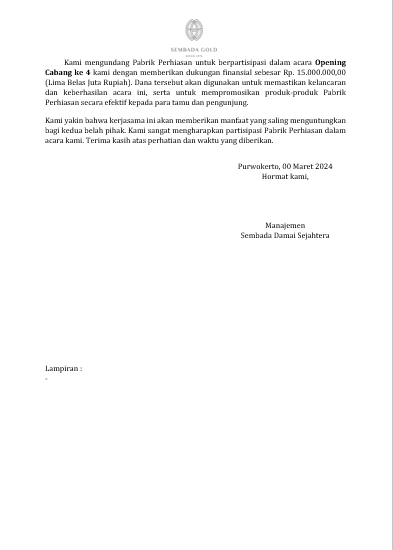 SEMBADA GOLD
Kami mengundang Pabrik Perhiasan untuk berpartisipasi dalam acara Opening
Cabang ke 4 kami dengan memberikan dukungan finansial sebesar Rp. 15.000.000,00
(Lima Belas Juta Rupiah). Dana tersebut akan digunakan untuk memastikan kelancaran
dan keberhasilan acara ini, serta untuk mempromosikan produk-produk Pabrik
Perhiasan secara efektif kepada para tamu dan pengunjung.
Kami yakin bahwa kerjasama ini akan memberikan manfaat yang saling menguntungkan
bagi kedua belah pihak. Kami sangat mengharapkan partisipasi Pabrik Perhiasan dalam
acara kami. Terima kasih atas perhatian dan waktu yang diberikan.
Purwokerto, 00 Maret 2024
Hormat kami,
Manajemen
Sembada Damai Sejahtera
Lampiran :
-